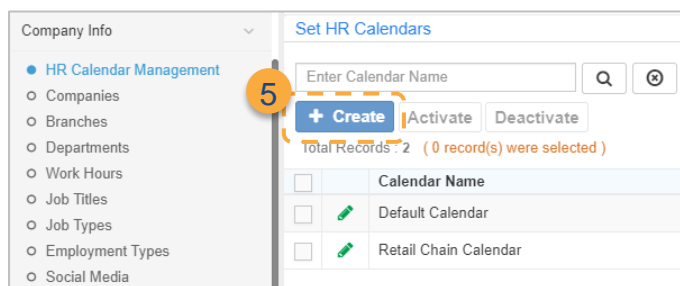 Company Info
HR Calendar Management
Companies
Branches
Departments
Work Hours
Job Titles
Job Types
Employment Types
Social Media
Set HR Calendars
Enter Calendar Name
5
+ Create Activate Deactivate
Total Records : 2 ( 0 record(s) were selected )
Calendar Name
Default Calendar
Retail Chain Calendar